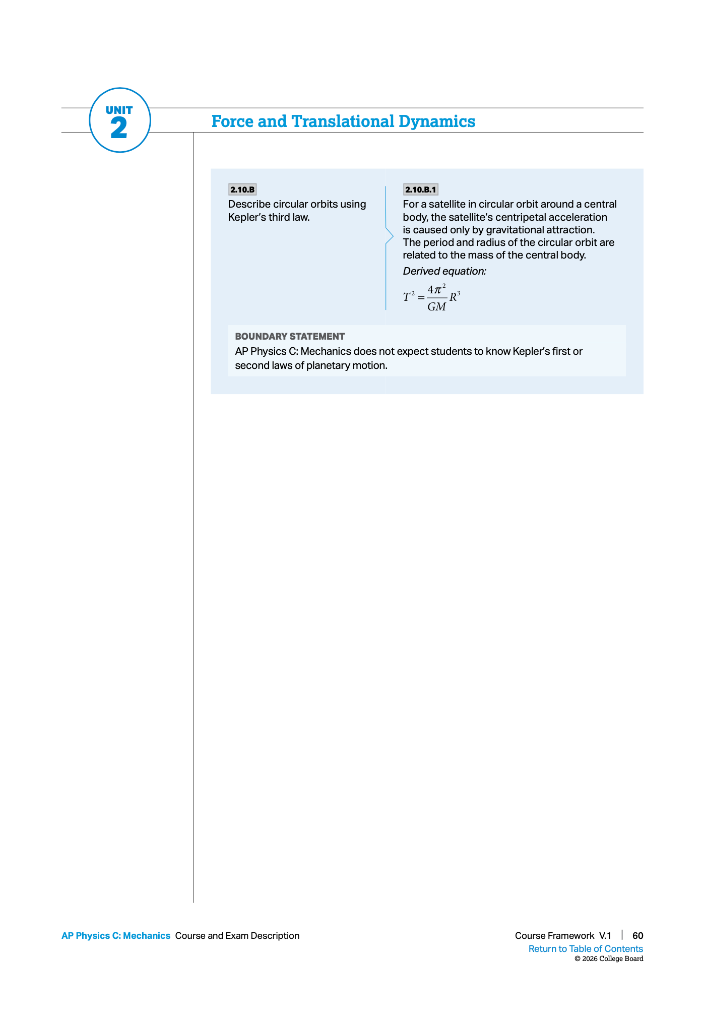 UNIT
2
Force and Translational Dynamics
2.10.B
Describe circular orbits using
Kepler's third law.
2.10.B.1
For a satellite in circular orbit around a central
body, the satellite's centripetal acceleration
is caused only by gravitational attraction.
The period and radius of the circular orbit are
related to the mass of the central body.
Derived equation:
T² = 4π²/GM R³
BOUNDARY STATEMENT
AP Physics C: Mechanics does not expect students to know Kepler's first or
second laws of planetary motion.
AP Physics C: Mechanics Course and Exam Description
Course Framework V.1 | 60
Return to Table of Contents
© 2026 College Board